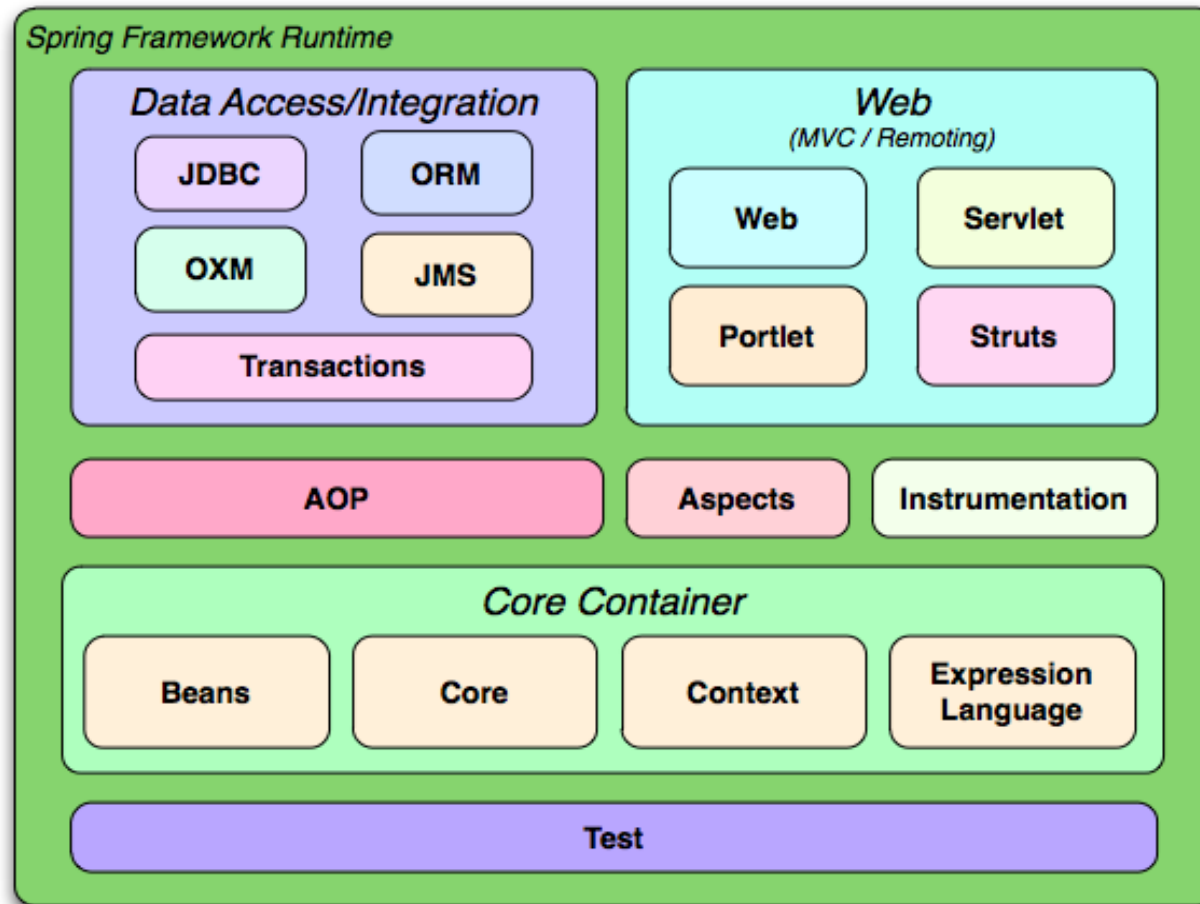 Spring Framework Runtime
Data Access/Integration
JDBC
ORM
OXM
JMS
Transactions
Web
(MVC / Remoting)
Web
Servlet
Portlet
Struts
AOP
Aspects
Instrumentation
Core Container
Beans
Core
Context
Expression
Language
Test